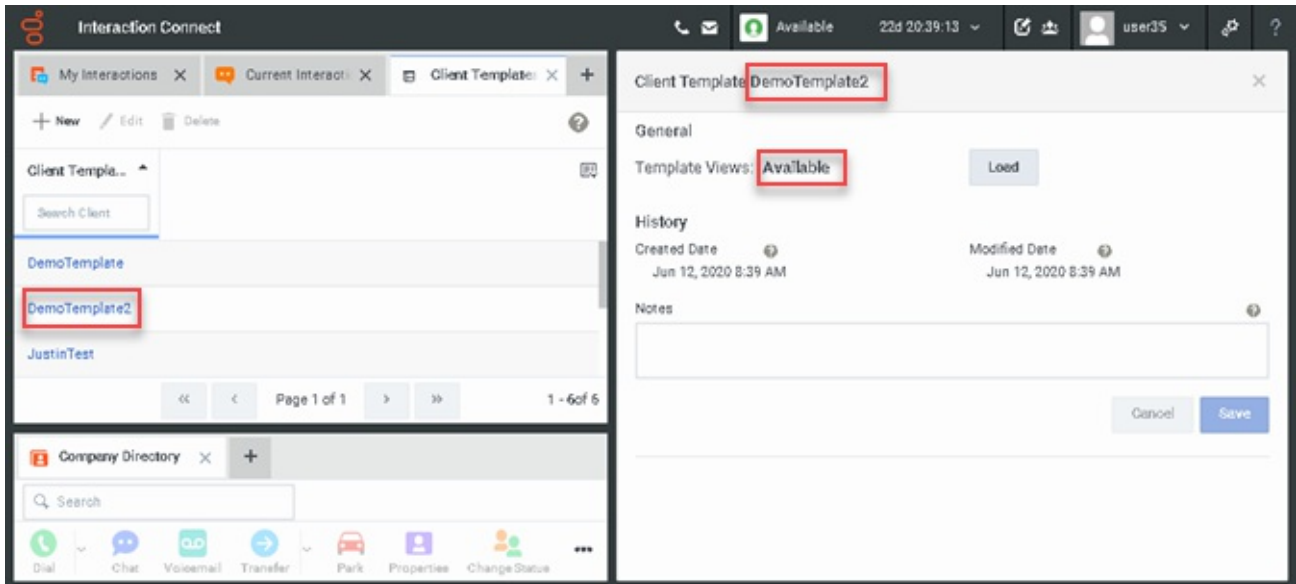 Interaction Connect
Available 22d 20:39:13 user35 ?
My Interactions X Current Interacti X Client Templates X +
+ New Edit Delete ?
Client Templa...
Search Client
DemoTemplate
DemoTemplate2
JustinTest
<< < Page 1 of 1 > >> 1 - 6of 6
Company Directory X +
Search
Dial Chat Voicemail Transfer Park Properties Change Status
Client Template DemoTemplate2 X
General
Template Views: Available Load
History
Created Date Modified Date
Jun 12, 2020 8:39 AM Jun 12, 2020 8:39 AM
Notes
Cancel Save